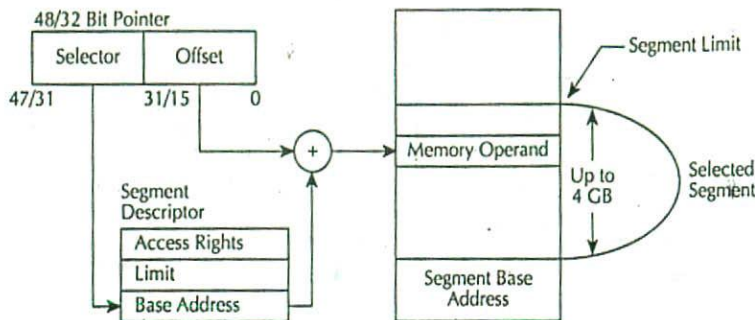 48/32 Bit Pointer
Selector
Offset
47/31
31/15
0
Segment Limit
+
Memory Operand
Up to
4 GB
Selected
Segment
Segment
Descriptor
Access Rights
Limit
Base Address
Segment Base
Address